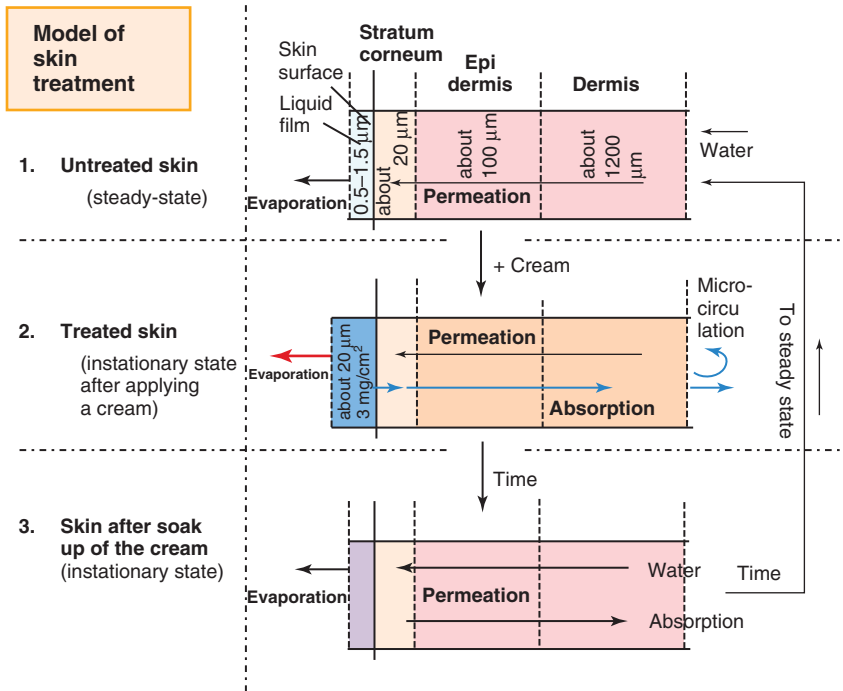 Model of
skin
treatment
Skin
surface
Liquid
film
Stratum
corneum
Epi
dermis
Dermis
1. Untreated skin
(steady-state)
Evaporation
0.5–1.5 μm
about
20 μm
about
100 μm
about
1200
μm
Permeation
Water
+ Cream
2. Treated skin
(instationary state
after applying
a cream)
Evaporation
about 20 μm
3 mg/cm²
Permeation
Absorption
Micro-
circu
lation
To steady state
Time
3. Skin after soak
up of the cream
(instationary state)
Evaporation
Permeation
Water
Absorption
Time